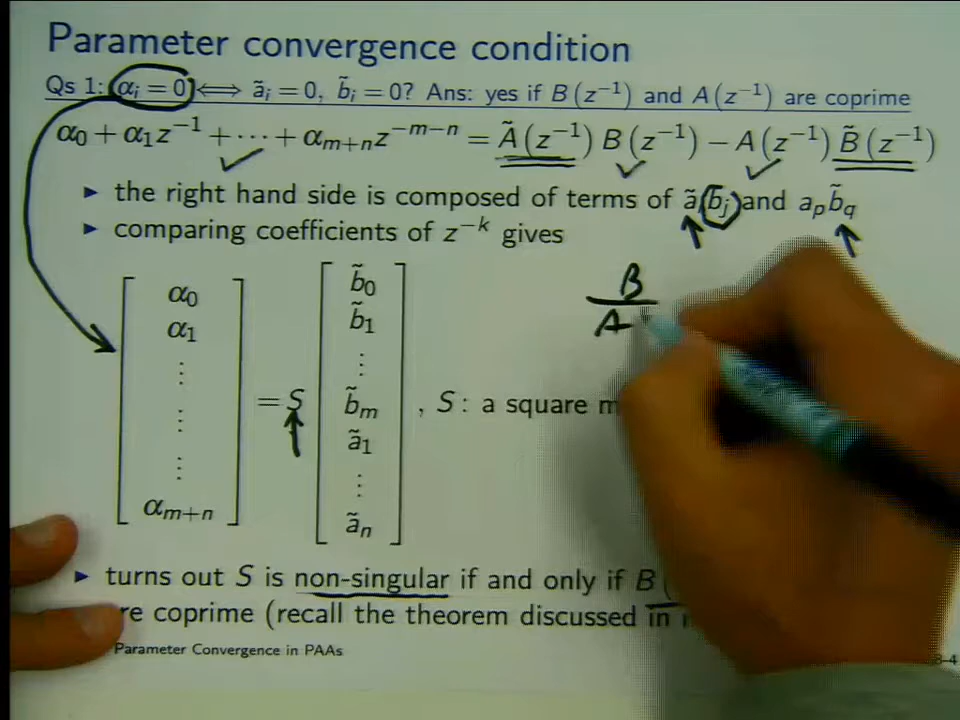 Parameter convergence condition
Qs 1: αᵢ = 0 ⟺ ãᵢ = 0, b̃ᵢ = 0? Ans: yes if B(z⁻¹) and A(z⁻¹) are coprime
α₀ + α₁z⁻¹ + ⋯ + αₘ₊ₙz⁻ᵐ⁻ⁿ = Ã(z⁻¹) B(z⁻¹) − A(z⁻¹) B̃(z⁻¹)
▶ the right hand side is composed of terms of ãᵢbⱼ and aₚb̃_q
▶ comparing coefficients of z⁻ᵏ gives
B
A
[α₀ α₁ ⋮ ⋮ ⋮ αₘ₊ₙ] = S [b̃₀ b̃₁ ⋮ b̃ₘ ã₁ ⋮ ãₙ], S: a square
▶ turns out S is non-singular if and only if B(
re coprime (recall the theorem discussed in
Parameter Convergence in PAAs